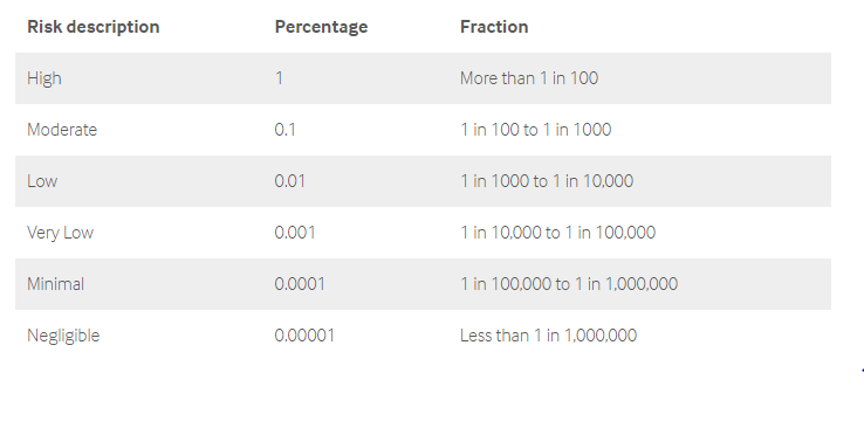 Risk description Percentage Fraction
High 1 More than 1 in 100
Moderate 0.1 1 in 100 to 1 in 1000
Low 0.01 1 in 1000 to 1 in 10,000
Very Low 0.001 1 in 10,000 to 1 in 100,000
Minimal 0.0001 1 in 100,000 to 1 in 1,000,000
Negligible 0.00001 Less than 1 in 1,000,000